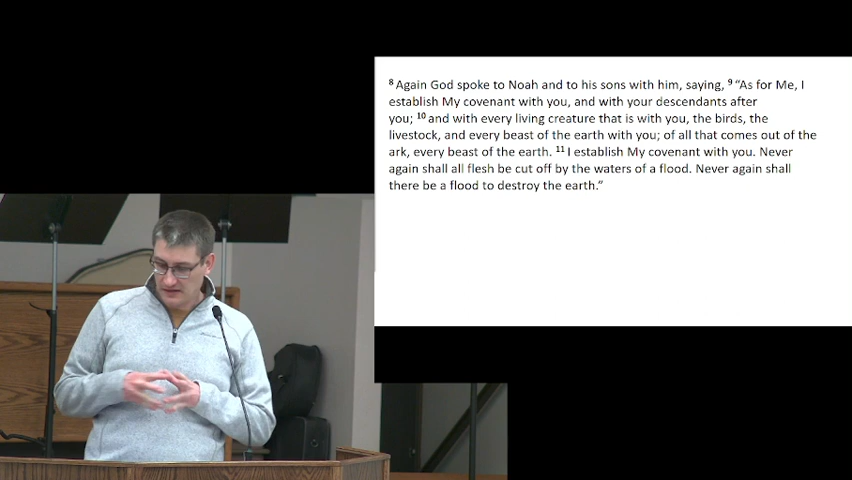 ⁸ Again God spoke to Noah and to his sons with him, saying, ⁹ “As for Me, I
establish My covenant with you, and with your descendants after
you; ¹⁰ and with every living creature that is with you, the birds, the
livestock, and every beast of the earth with you; of all that comes out of the
ark, every beast of the earth. ¹¹ I establish My covenant with you. Never
again shall all flesh be cut off by the waters of a flood. Never again shall
there be a flood to destroy the earth.”